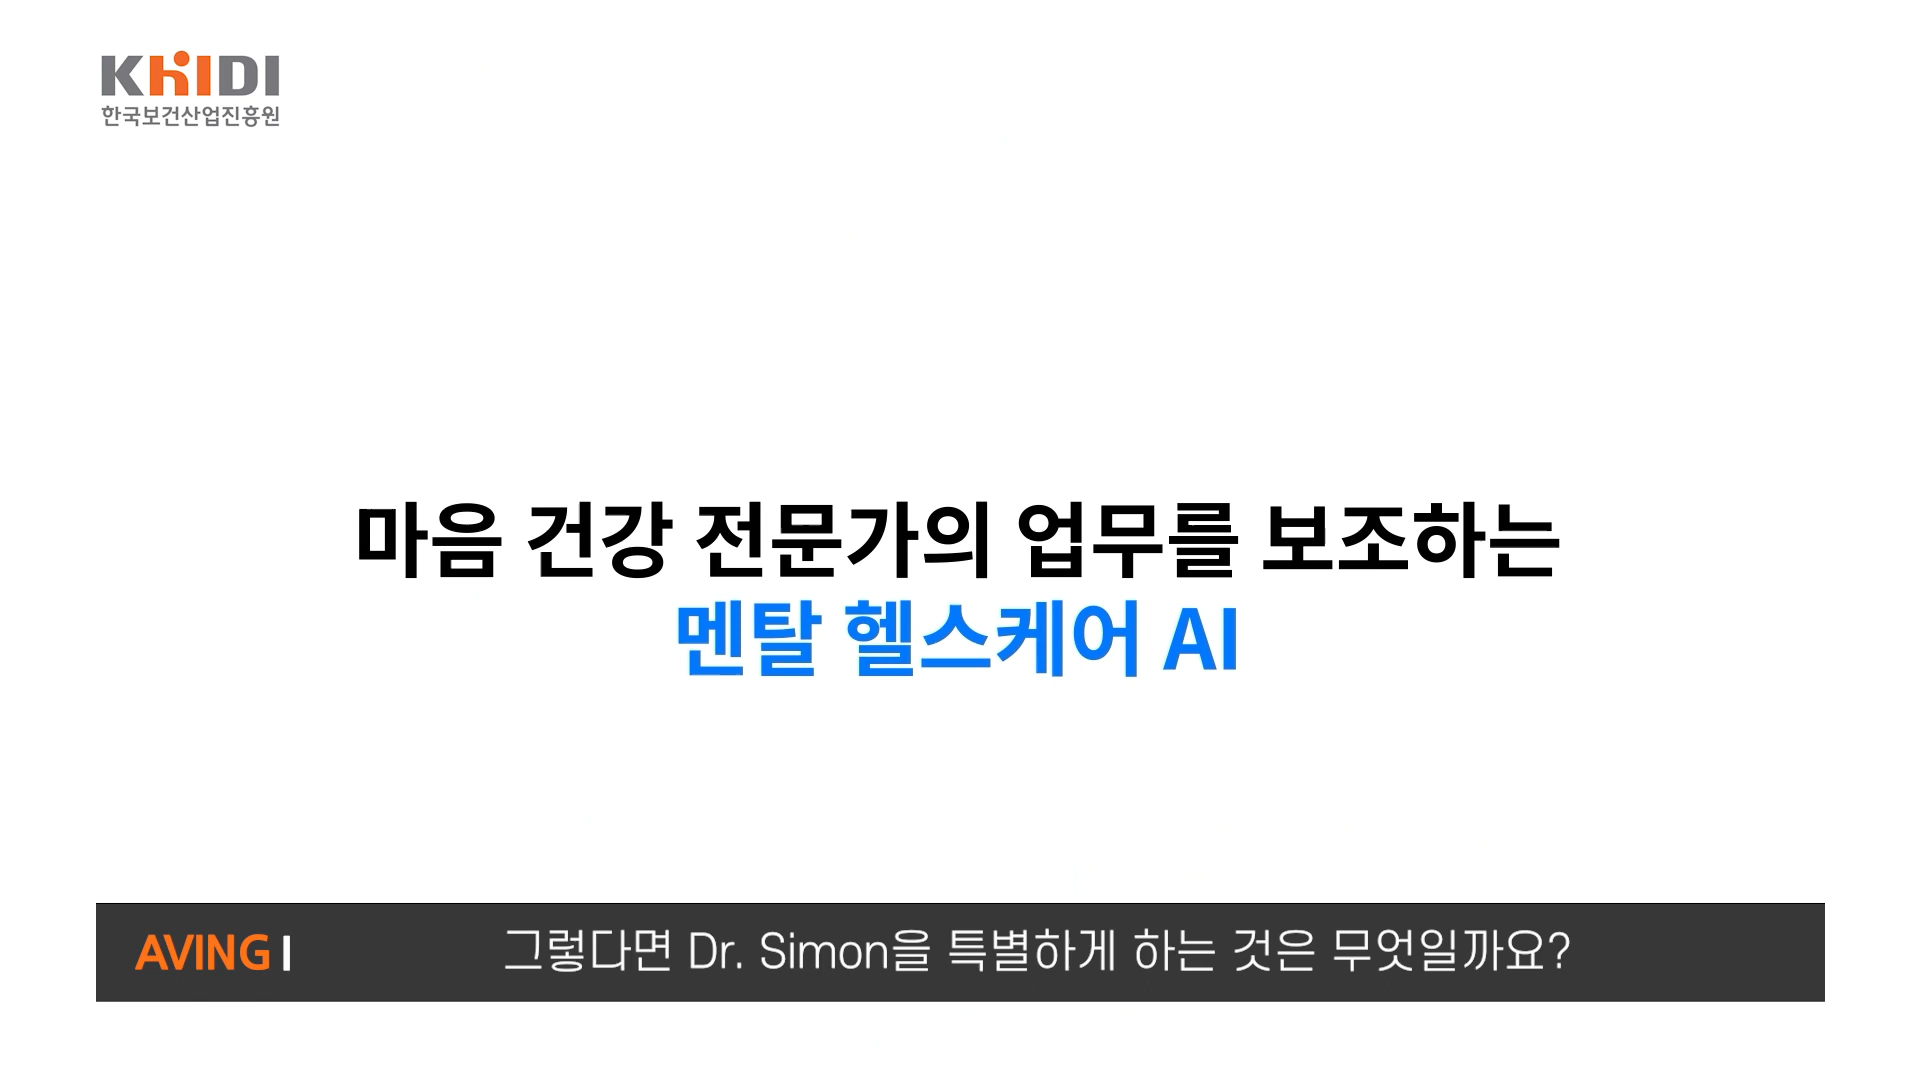 KHIDI
한국보건산업진흥원
마음 건강 전문가의 업무를 보조하는
멘탈 헬스케어 AI
AVING | 그렇다면 Dr. Simon을 특별하게 하는 것은 무엇일까요?